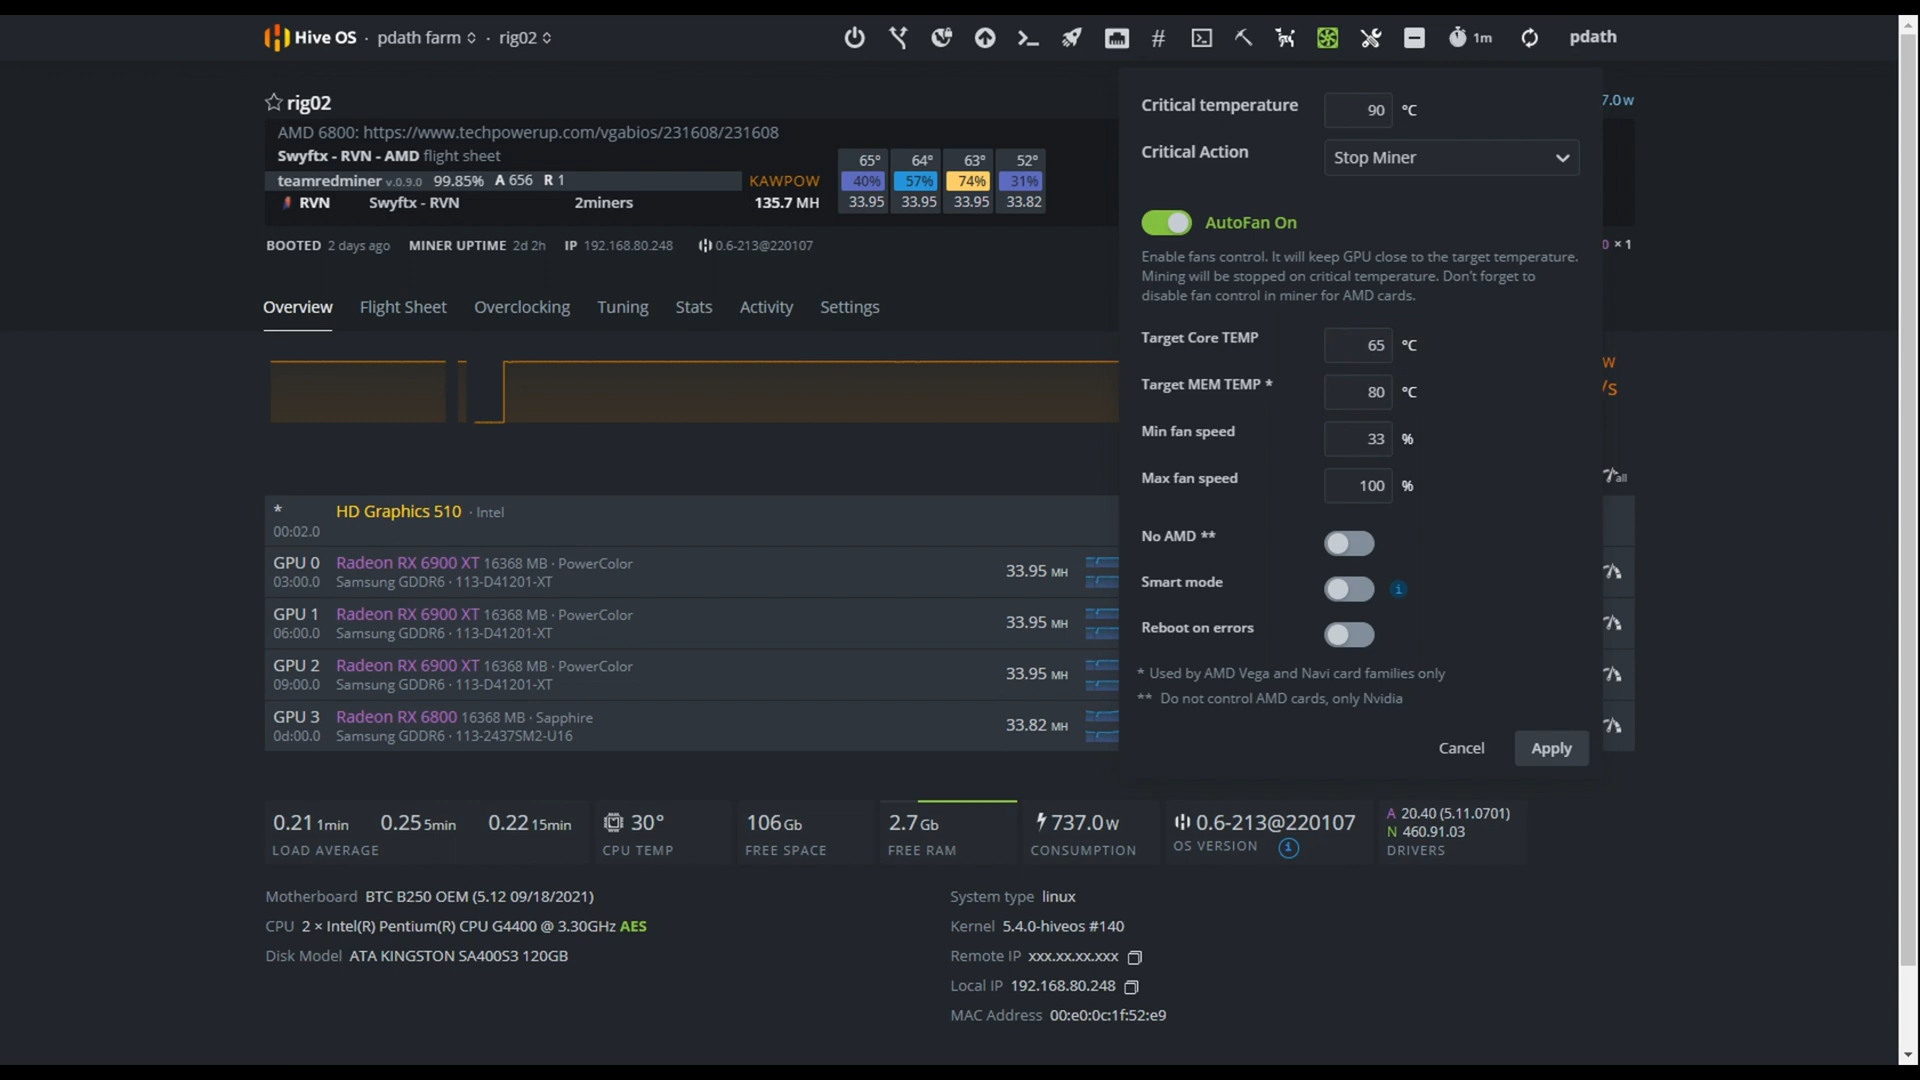 Hive OS · pdath farm · rig02
1m
pdath
rig02
AMD 6800: https://www.techpowerup.com/vgabios/231608/231608
Swyftx - RVN - AMD flight sheet
teamredminer v.0.9.0 99.85% A 656 R 1 KAWPOW
RVN Swyftx - RVN 2miners 135.7 MH
65° 64° 63° 52°
40% 57% 74% 31%
33.95 33.95 33.95 33.82
BOOTED 2 days ago MINER UPTIME 2d 2h IP 192.168.80.248 0.6-213@220107
7.0 w
0 × 1
Overview Flight Sheet Overclocking Tuning Stats Activity Settings
W
/s
all
Critical temperature 90 °C
Critical Action Stop Miner
AutoFan On
Enable fans control. It will keep GPU close to the target temperature.
Mining will be stopped on critical temperature. Don't forget to
disable fan control in miner for AMD cards.
Target Core TEMP 65 °C
Target MEM TEMP * 80 °C
Min fan speed 33 %
Max fan speed 100 %
No AMD **
Smart mode i
Reboot on errors
* Used by AMD Vega and Navi card families only
** Do not control AMD cards, only Nvidia
Cancel Apply
* HD Graphics 510 · Intel
00:02.0
GPU 0 Radeon RX 6900 XT 16368 MB · PowerColor 33.95 MH
03:00.0 Samsung GDDR6 · 113-D41201-XT
GPU 1 Radeon RX 6900 XT 16368 MB · PowerColor 33.95 MH
06:00.0 Samsung GDDR6 · 113-D41201-XT
GPU 2 Radeon RX 6900 XT 16368 MB · PowerColor 33.95 MH
09:00.0 Samsung GDDR6 · 113-D41201-XT
GPU 3 Radeon RX 6800 16368 MB · Sapphire 33.82 MH
0d:00.0 Samsung GDDR6 · 113-2437SM2-U16
0.21 1min 0.25 5min 0.22 15min
LOAD AVERAGE
30°
CPU TEMP
106 Gb
FREE SPACE
2.7 Gb
FREE RAM
737.0 W
CONSUMPTION
0.6-213@220107
OS VERSION i
A 20.40 (5.11.0701)
N 460.91.03
DRIVERS
Motherboard BTC B250 OEM (5.12 09/18/2021)
CPU 2 × Intel(R) Pentium(R) CPU G4400 @ 3.30GHz AES
Disk Model ATA KINGSTON SA400S3 120GB
System type linux
Kernel 5.4.0-hiveos #140
Remote IP xxx.xx.xx.xxx
Local IP 192.168.80.248
MAC Address 00:e0:0c:1f:52:e9